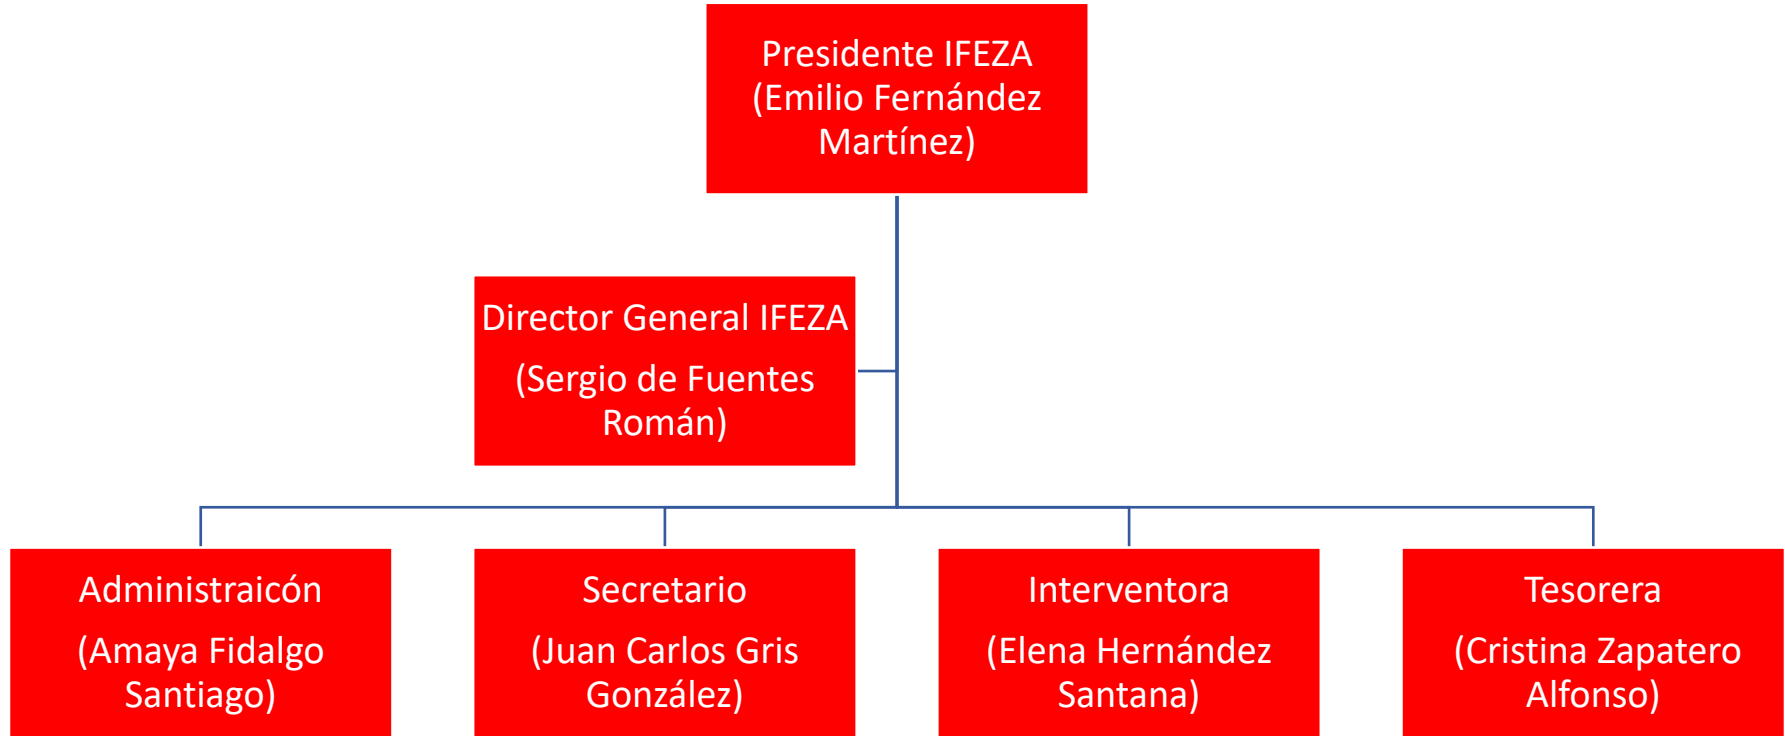 Presidente IFEZA
(Emilio Fernández
Martínez)
Director General IFEZA
(Sergio de Fuentes
Román)
Administraicón
(Amaya Fidalgo
Santiago)
Secretario
(Juan Carlos Gris
González)
Interventora
(Elena Hernández
Santana)
Tesorera
(Cristina Zapatero
Alfonso)